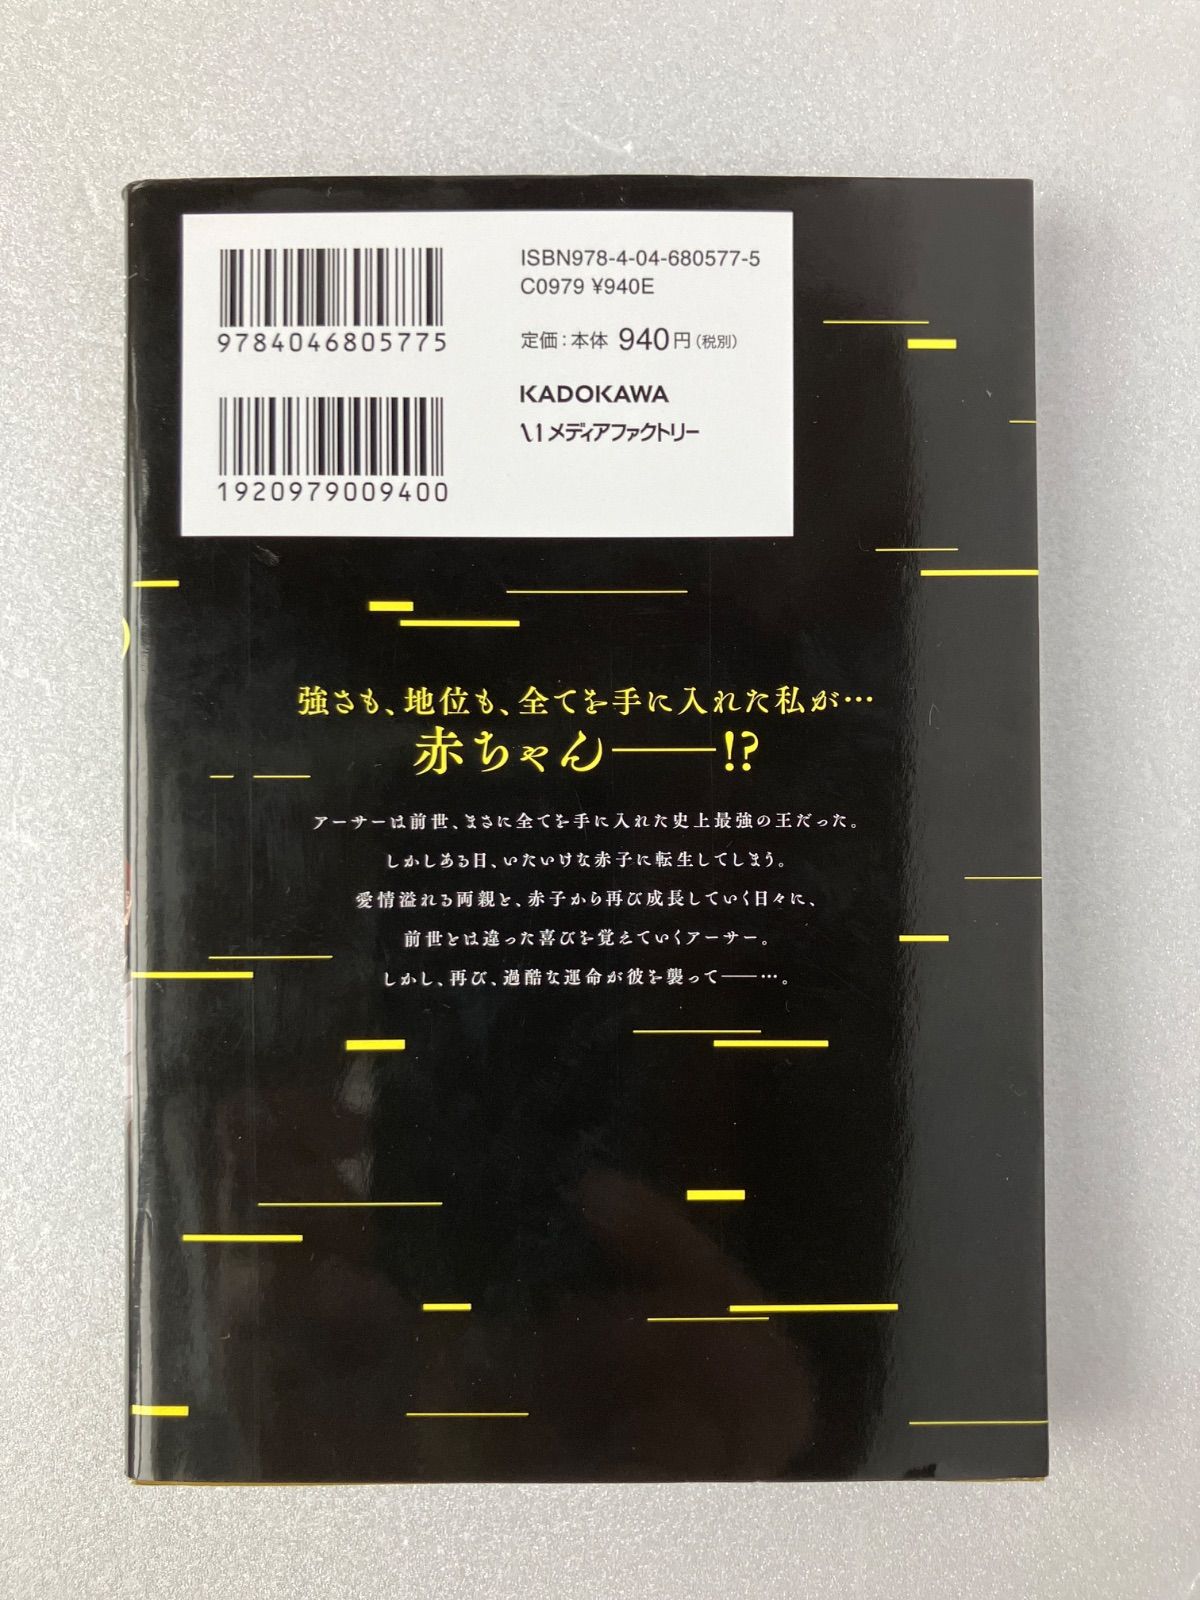 9784046805775
1920979009400
ISBN978-4-04-680577-5
C0979 ¥940E
定価：本体 940円（税別）
KADOKAWA
メディアファクトリー
強さも、地位も、全てを手に入れた私が…
赤ちゃん――!?
アーサーは前世、まさに全てを手に入れた史上最強の王だった。
しかしある日、いたいけな赤子に転生してしまう。
愛情溢れる両親と、赤子から再び成長していく日々に、
前世とは違った喜びを覚えていくアーサー。
しかし、再び、過酷な運命が彼を襲って――…。